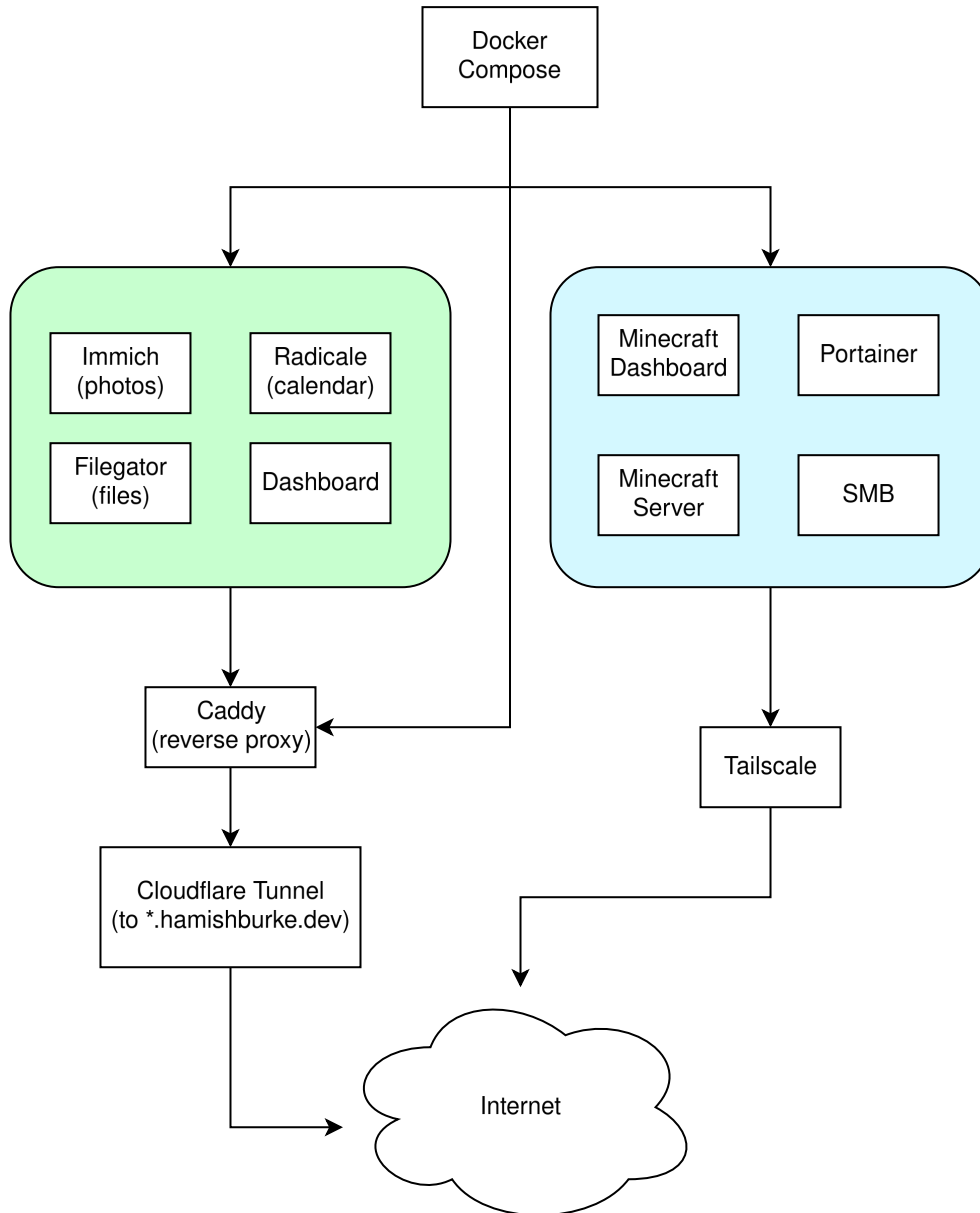 Docker
Compose
Immich
(photos)
Radicale
(calendar)
Filegator
(files)
Dashboard
Minecraft
Dashboard
Portainer
Minecraft
Server
SMB
Caddy
(reverse proxy)
Tailscale
Cloudflare Tunnel
(to *.hamishburke.dev)
Internet